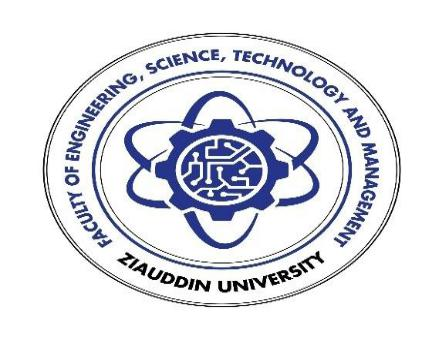 FACULTY OF ENGINEERING, SCIENCE, TECHNOLOGY AND MANAGEMENT
ZIAUDDIN UNIVERSITY